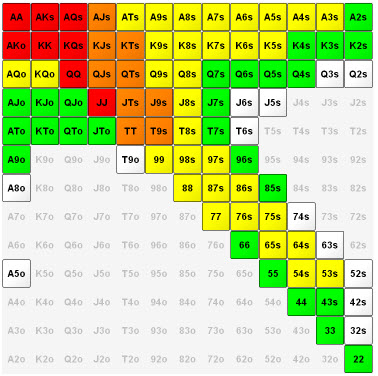 AA AKs AQs AJs ATs A9s A8s A7s A6s A5s A4s A3s A2s
AKo KK KQs KJs KTs K9s K8s K7s K6s K5s K4s K3s K2s
AQo KQo QQ QJs QTs Q9s Q8s Q7s Q6s Q5s Q4s Q3s Q2s
AJo KJo QJo JJ JTs J9s J8s J7s J6s J5s J4s J3s J2s
ATo KTo QTo JTo TT T9s T8s T7s T6s T5s T4s T3s T2s
A9o K9o Q9o J9o T9o 99 98s 97s 96s 95s 94s 93s 92s
A8o K8o Q8o J8o T8o 98o 88 87s 86s 85s 84s 83s 82s
A7o K7o Q7o J7o T7o 97o 87o 77 76s 75s 74s 73s 72s
A6o K6o Q6o J6o T6o 96o 86o 76o 66 65s 64s 63s 62s
A5o K5o Q5o J5o T5o 95o 85o 75o 65o 55 54s 53s 52s
A4o K4o Q4o J4o T4o 94o 84o 74o 64o 54o 44 43s 42s
A3o K3o Q3o J3o T3o 93o 83o 73o 63o 53o 43o 33 32s
A2o K2o Q2o J2o T2o 92o 82o 72o 62o 52o 42o 32o 22